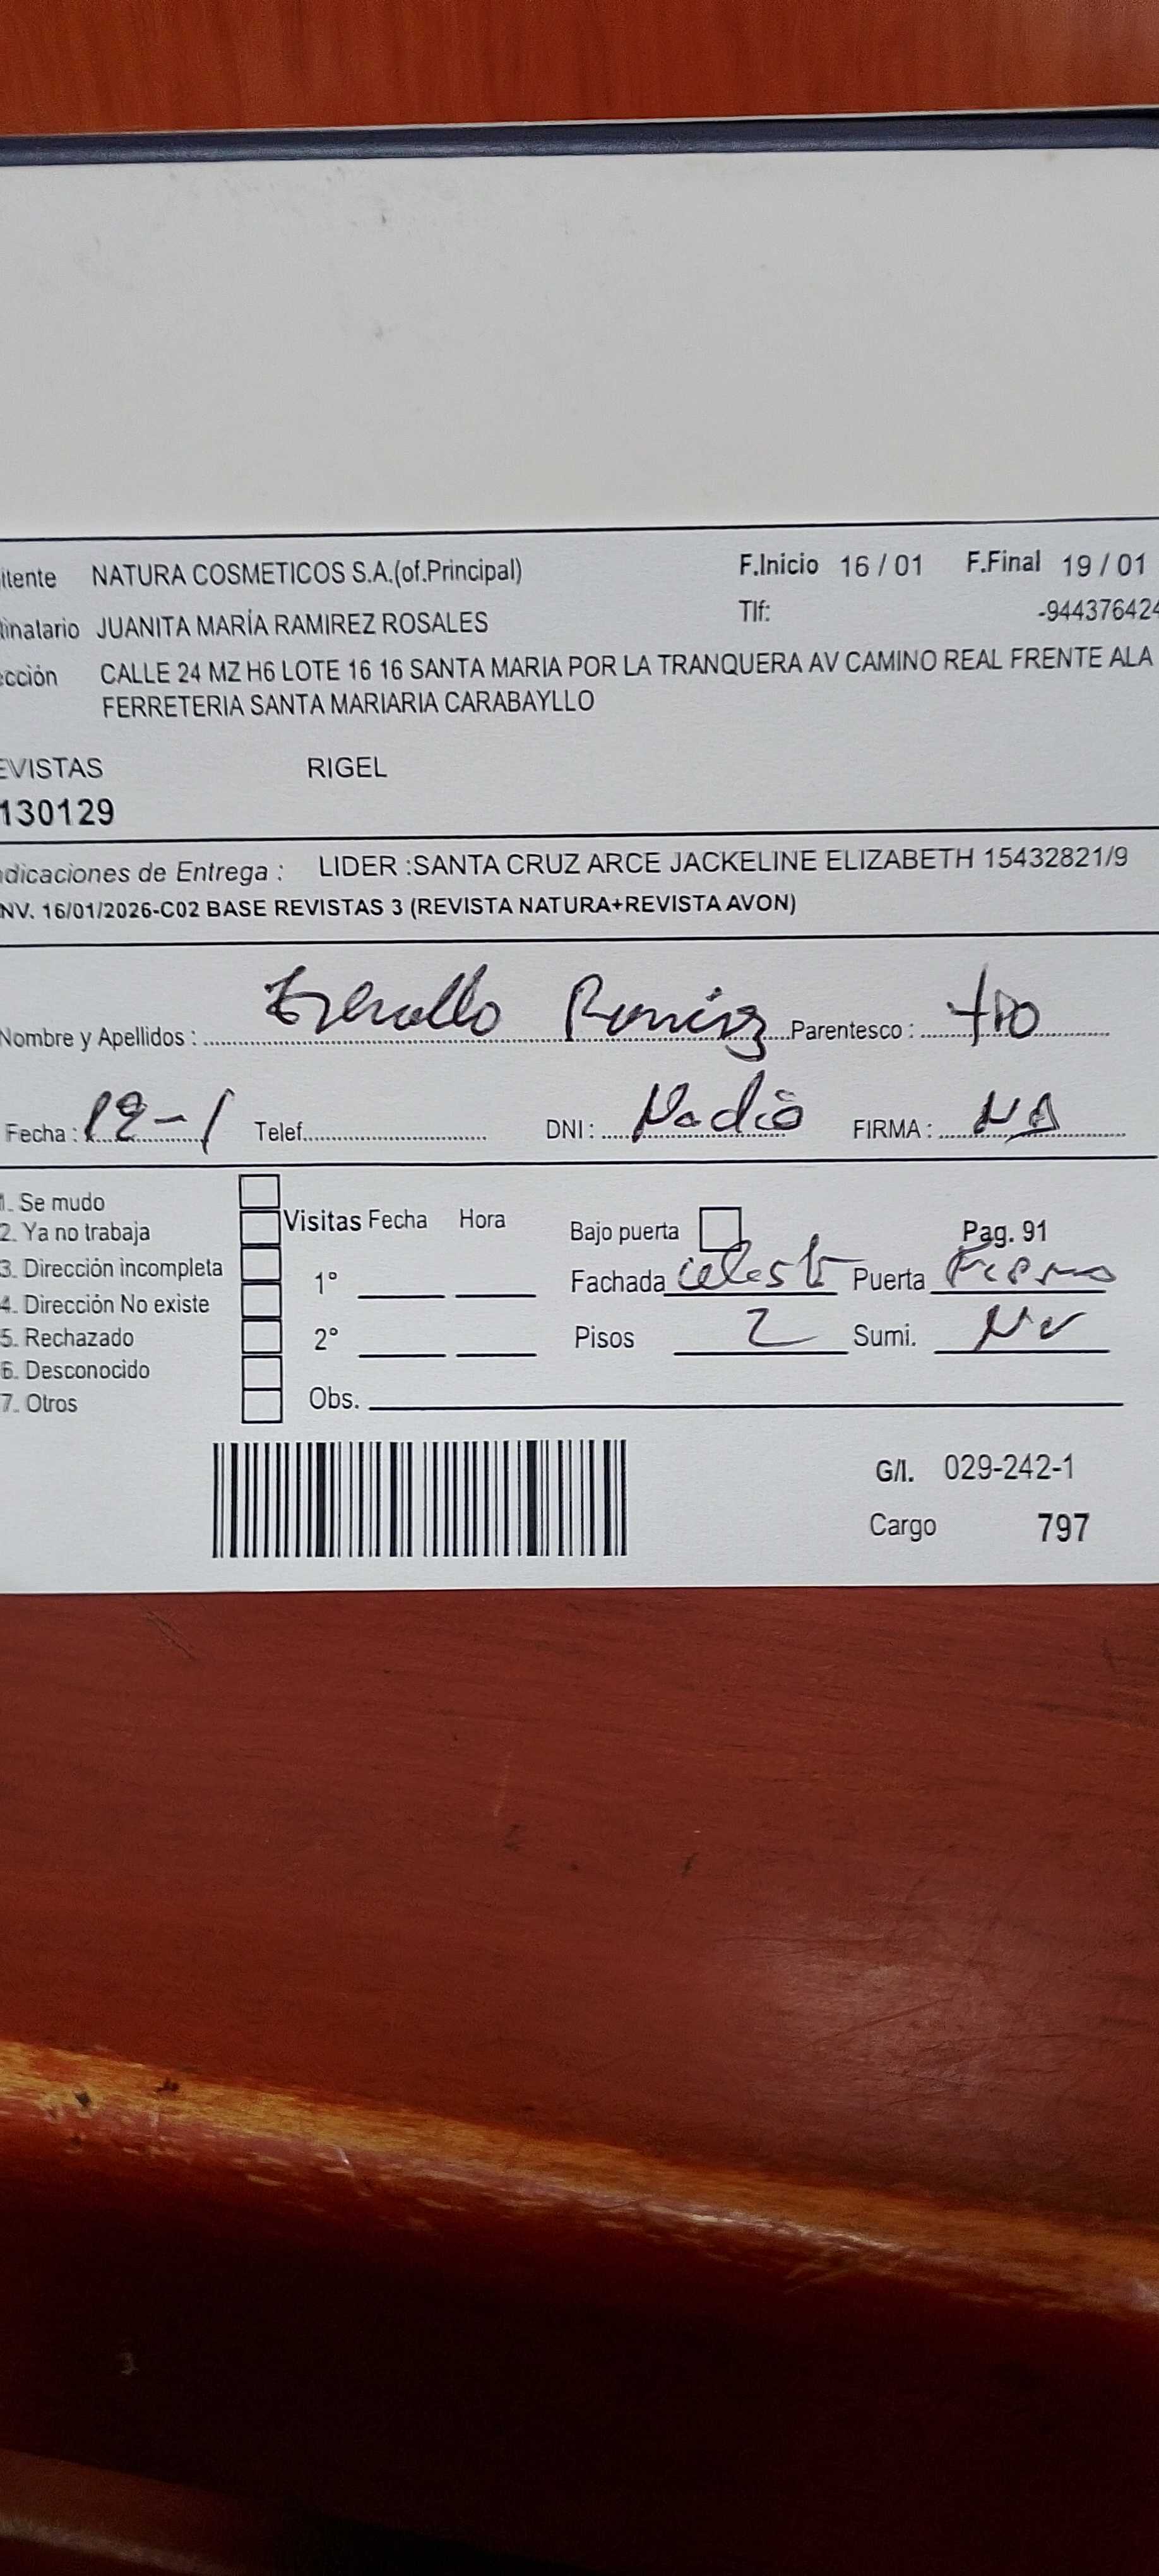 itente NATURA COSMETICOS S.A.(of.Principal) F.Inicio 16 / 01 F.Final 19 / 01
tinatario JUANITA MARÍA RAMIREZ ROSALES Tlf: -944376424
cción CALLE 24 MZ H6 LOTE 16 16 SANTA MARIA POR LA TRANQUERA AV CAMINO REAL FRENTE ALA
FERRETERIA SANTA MARIARIA CARABAYLLO
EVISTAS RIGEL
130129
dicaciones de Entrega : LIDER :SANTA CRUZ ARCE JACKELINE ELIZABETH 15432821/9
NV. 16/01/2026-C02 BASE REVISTAS 3 (REVISTA NATURA+REVISTA AVON)
Nombre y Apellidos : Parentesco : tio
Fecha : Telef. DNI : FIRMA :
1. Se mudo
2. Ya no trabaja
3. Dirección incompleta
4. Dirección No existe
5. Rechazado
6. Desconocido
7. Otros
Visitas Fecha Hora
1°
2°
Obs.
Bajo puerta Pag. 91
Fachada celeste Puerta
Pisos 2 Sumi.
G/I. 029-242-1
Cargo 797